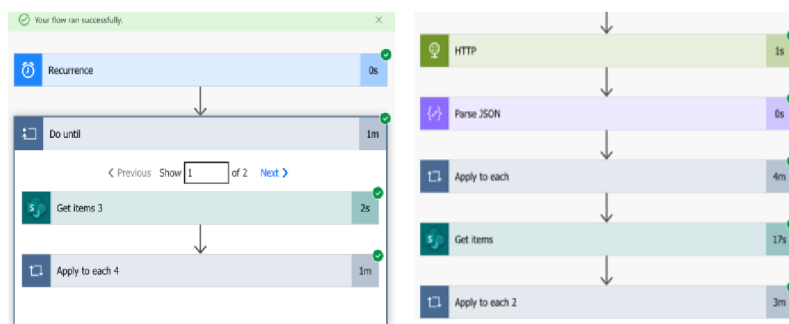 Your flow ran successfully.
Recurrence
0s
Do until
1m
Previous Show 1 of 2 Next
Get items 3
2s
Apply to each 4
1m
HTTP
1s
Parse JSON
0s
Apply to each
4m
Get items
17s
Apply to each 2
3m